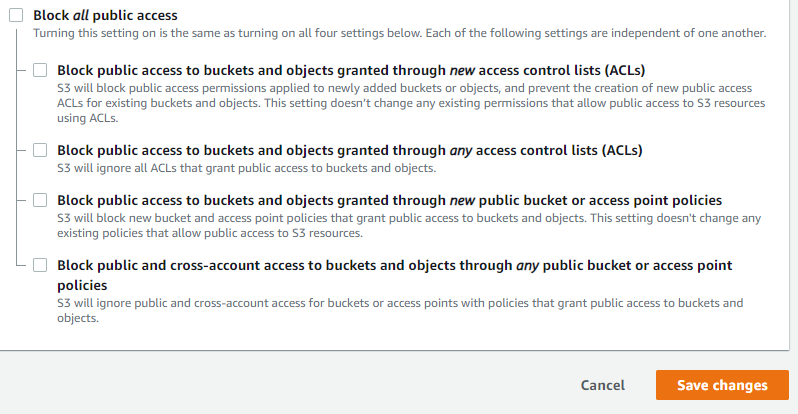 Block all public access
Turning this setting on is the same as turning on all four settings below. Each of the following settings are independent of one another.
Block public access to buckets and objects granted through new access control lists (ACLs)
S3 will block public access permissions applied to newly added buckets or objects, and prevent the creation of new public access
ACLs for existing buckets and objects. This setting doesn't change any existing permissions that allow public access to S3 resources
using ACLs.
Block public access to buckets and objects granted through any access control lists (ACLs)
S3 will ignore all ACLs that grant public access to buckets and objects.
Block public access to buckets and objects granted through new public bucket or access point policies
S3 will block new bucket and access point policies that grant public access to buckets and objects. This setting doesn't change any
existing policies that allow public access to S3 resources.
Block public and cross-account access to buckets and objects through any public bucket or access point
policies
S3 will ignore public and cross-account access for buckets or access points with policies that grant public access to buckets and
objects.
Cancel
Save changes